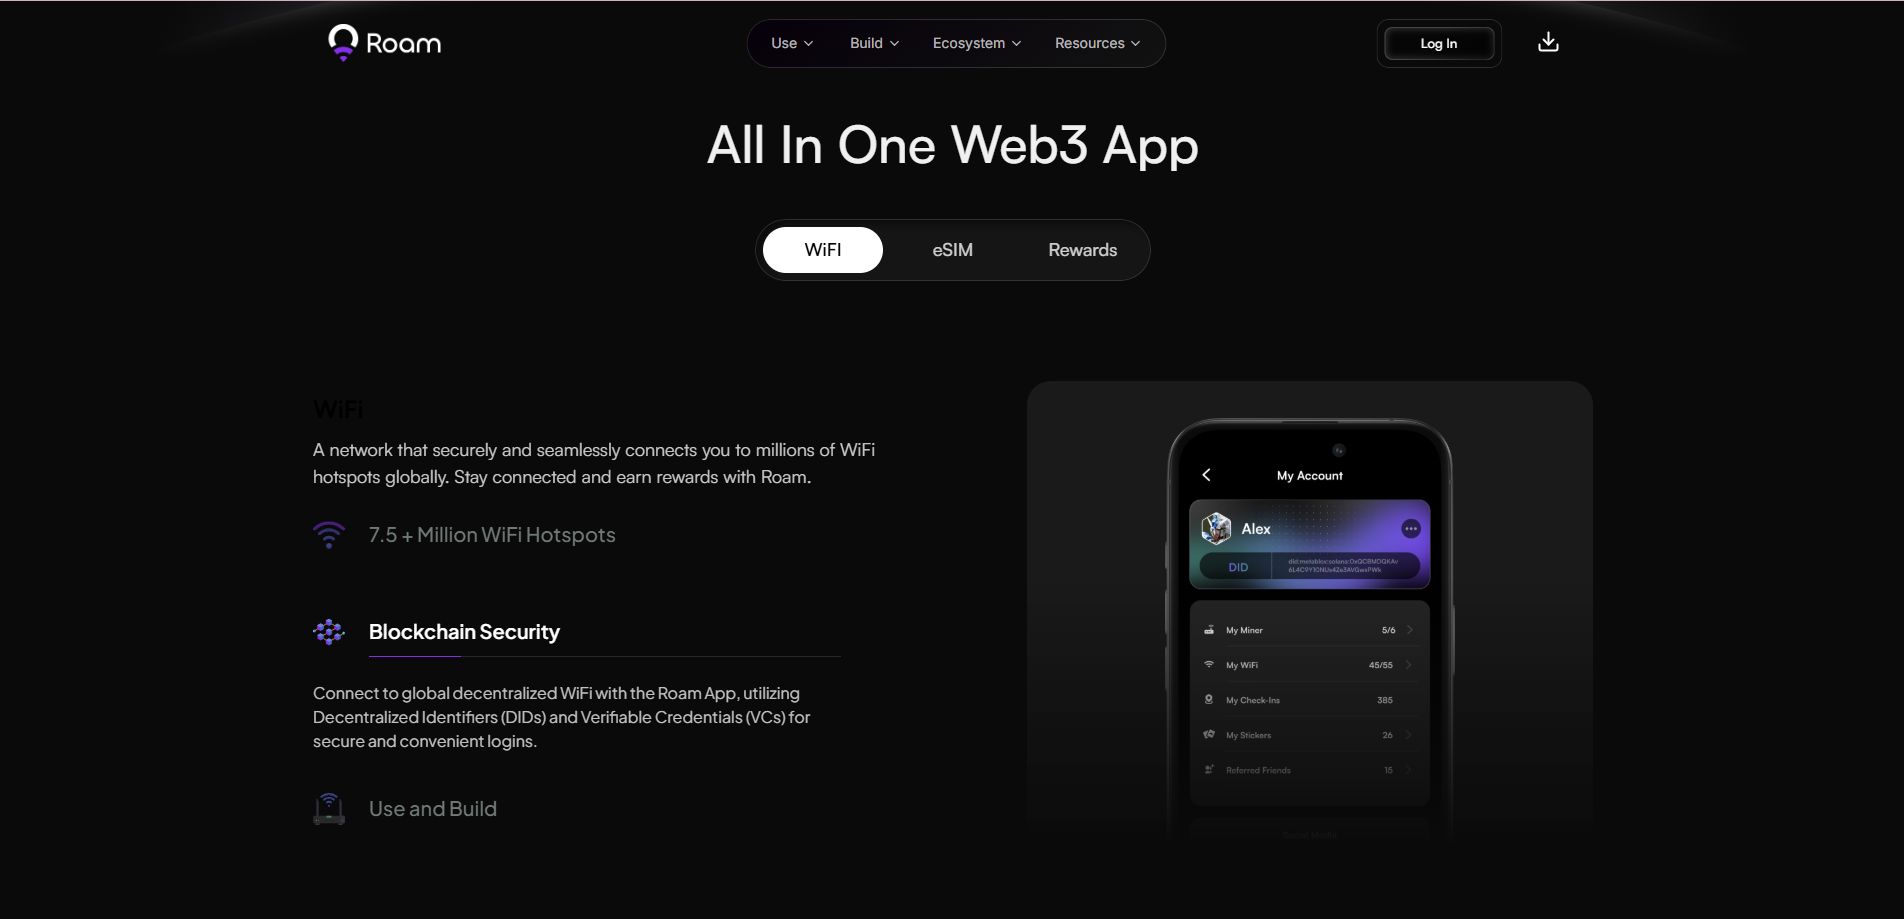 Roam
Use
Build
Ecosystem
Resources
Log In
All In One Web3 App
WiFI
eSIM
Rewards
WiFi
A network that securely and seamlessly connects you to millions of WiFi
hotspots globally. Stay connected and earn rewards with Roam.
7.5 + Million WiFi Hotspots
Blockchain Security
Connect to global decentralized WiFi with the Roam App, utilizing
Decentralized Identifiers (DIDs) and Verifiable Credentials (VCs) for
secure and convenient logins.
Use and Build
My Account
Alex
DID
My Miner 5/6
My WiFi 45/55
My Check-Ins 385
My Stickers 26
Referred Friends 15